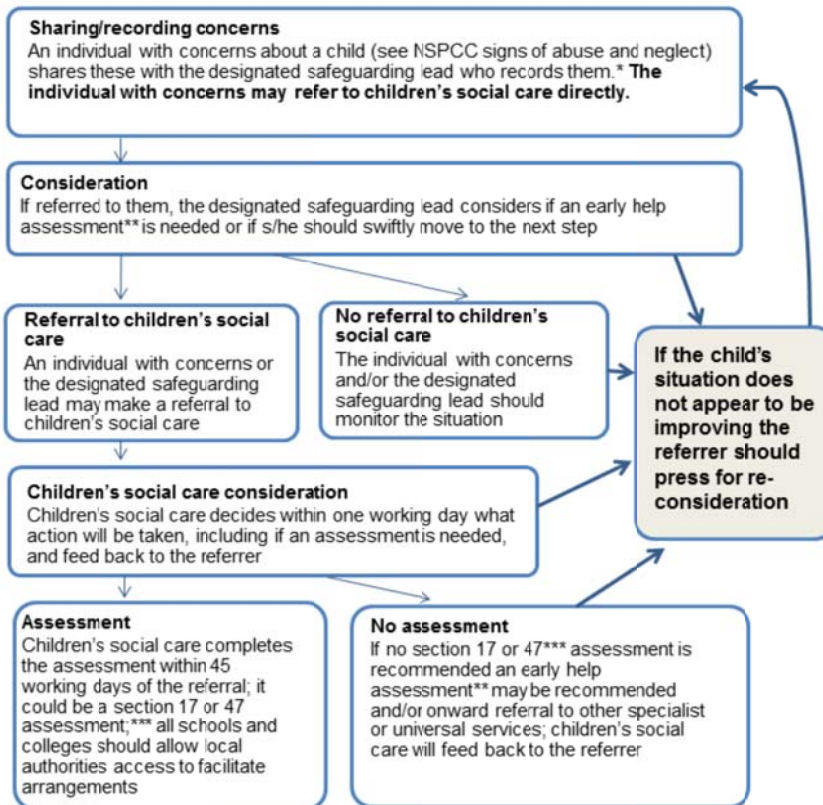 Sharing/recording concerns
An individual with concerns about a child (see NSPCC signs of abuse and neglect)
shares these with the designated safeguarding lead who records them.* The
individual with concerns may refer to children's social care directly.
Consideration
If referred to them, the designated safeguarding lead considers if an early help
assessment** is needed or if s/he should swiftly move to the next step
Referral to children's social
care
An individual with concerns or
the designated safeguarding
lead may make a referral to
children's social care
No referral to children's
social care
The individual with concerns
and/or the designated
safeguarding lead should
monitor the situation
If the child's
situation does
not appear to be
improving the
referrer should
press for re-
consideration
Children's social care consideration
Children's social care decides within one working day what
action will be taken, including if an assessment is needed,
and feed back to the referrer
Assessment
Children's social care completes
the assessment within 45
working days of the referral; it
could be a section 17 or 47
assessment;*** all schools and
colleges should allow local
authorities access to facilitate
arrangements
No assessment
If no section 17 or 47*** assessment is
recommended an early help
assessment** may be recommended
and/or onward referral to other specialist
or universal services; children's social
care will feed back to the referrer